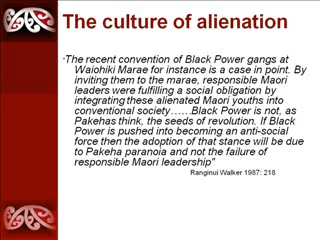 The culture of alienation
"The recent convention of Black Power gangs at
Waiohiki Marae for instance is a case in point. By
inviting them to the marae, responsible Maori
leaders were fulfilling a social obligation by
integrating these alienated Maori youths into
conventional society……Black Power is not, as
Pakehas think, the seeds of revolution. If Black
Power is pushed into becoming an anti-social
force then the adoption of that stance will be due
to Pakeha paranoia and not the failure of
responsible Maori leadership"
Ranginui Walker 1987: 218